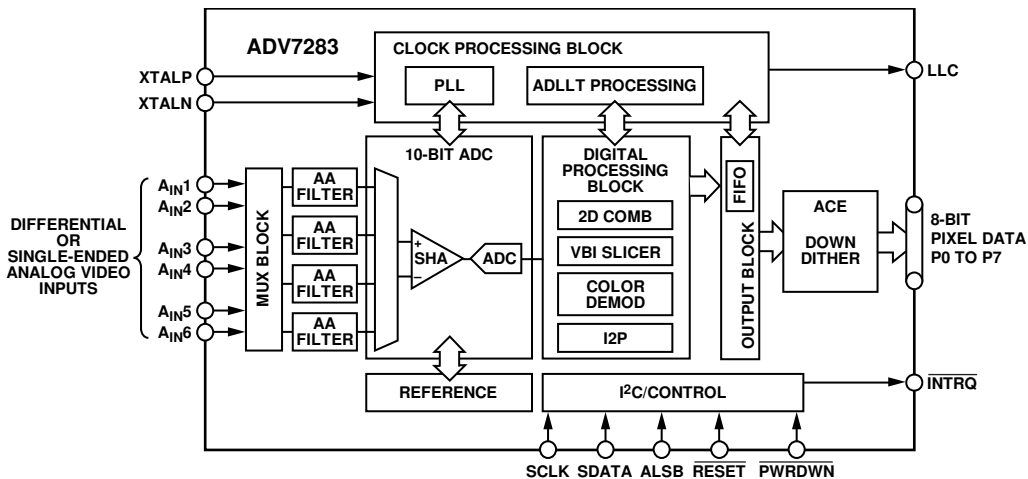 ADV7283
CLOCK PROCESSING BLOCK
PLL
ADLLT PROCESSING
XTALP
XTALN
LLC
10-BIT ADC
DIGITAL
PROCESSING
BLOCK
2D COMB
VBI SLICER
COLOR
DEMOD
I2P
FIFO
OUTPUT BLOCK
ACE
DOWN
DITHER
8-BIT
PIXEL DATA
P0 TO P7
DIFFERENTIAL
OR
SINGLE-ENDED
ANALOG VIDEO
INPUTS
AIN1
AIN2
AIN3
AIN4
AIN5
AIN6
MUX BLOCK
AA
FILTER
AA
FILTER
AA
FILTER
AA
FILTER
+
SHA
–
ADC
REFERENCE
I2C/CONTROL
INTRQ
SCLK SDATA ALSB RESET PWRDWN